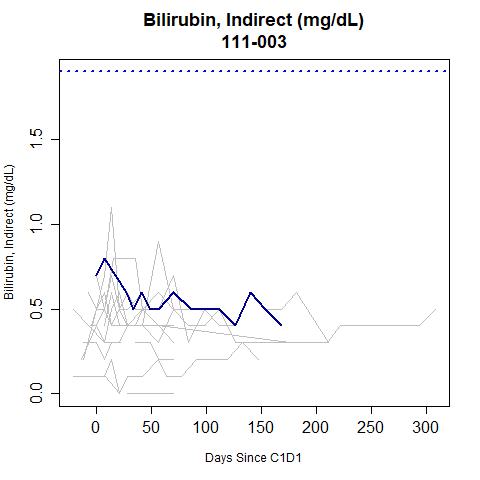 Bilirubin, Indirect (mg/dL)
111-003
Bilirubin, Indirect (mg/dL)
1.5
1.0
0.5
0.0
0 50 100 150 200 250 300
Days Since C1D1